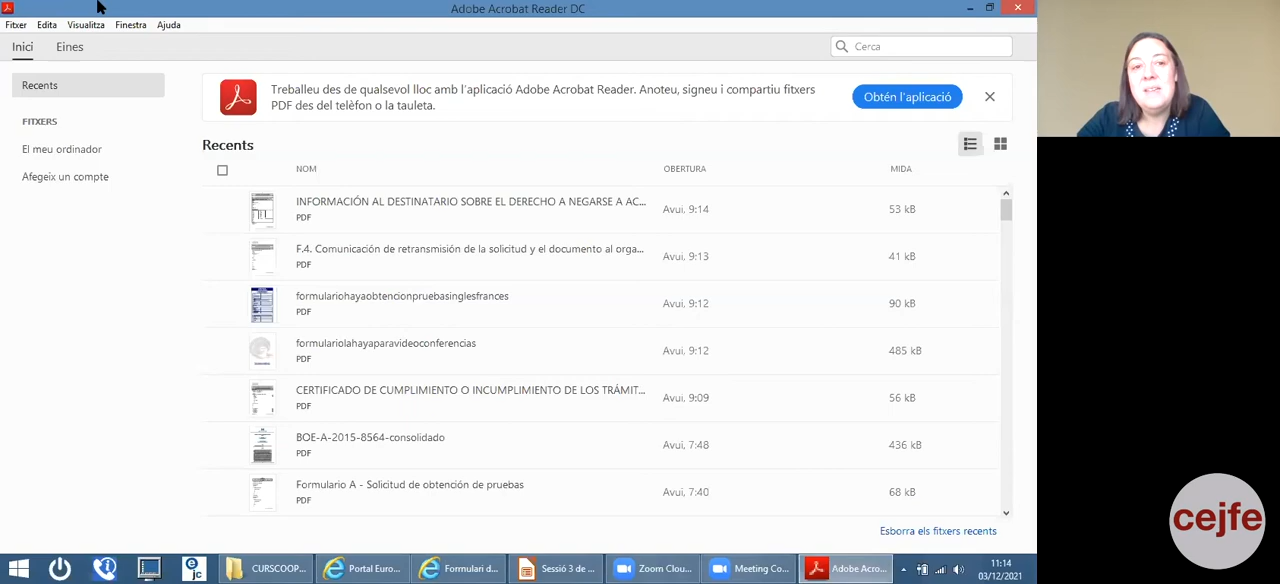 Adobe Acrobat Reader DC
Fitxer Edita Visualitza Finestra Ajuda
Inici Eines
Cerca
Recents
FITXERS
El meu ordinador
Afegeix un compte
Treballeu des de qualsevol lloc amb l'aplicació Adobe Acrobat Reader. Anoteu, signeu i compartiu fitxers
PDF des del telèfon o la tauleta.
Obtén l'aplicació
Recents
NOM OBERTURA MIDA
INFORMACIÓN AL DESTINATARIO SOBRE EL DERECHO A NEGARSE A AC...
PDF
Avui, 9:14 53 kB
F.4. Comunicación de retransmisión de la solicitud y el documento al orga...
PDF
Avui, 9:13 41 kB
formulariohayaobtencionpruebasinglesfrances
PDF
Avui, 9:12 90 kB
formulariolahayaparavideoconferencias
PDF
Avui, 9:12 485 kB
CERTIFICADO DE CUMPLIMIENTO O INCUMPLIMIENTO DE LOS TRÁMIT...
PDF
Avui, 9:09 56 kB
BOE-A-2015-8564-consolidado
PDF
Avui, 7:48 436 kB
Formulario A - Solicitud de obtención de pruebas
PDF
Avui, 7:40 68 kB
Esborra els fitxers recents
cejfe
ejc
CURSCOOP... Portal Euro... Formulari d... Sessió 3 de ... Zoom Clou... Meeting Co... Adobe Acro...
11:14
03/12/2021